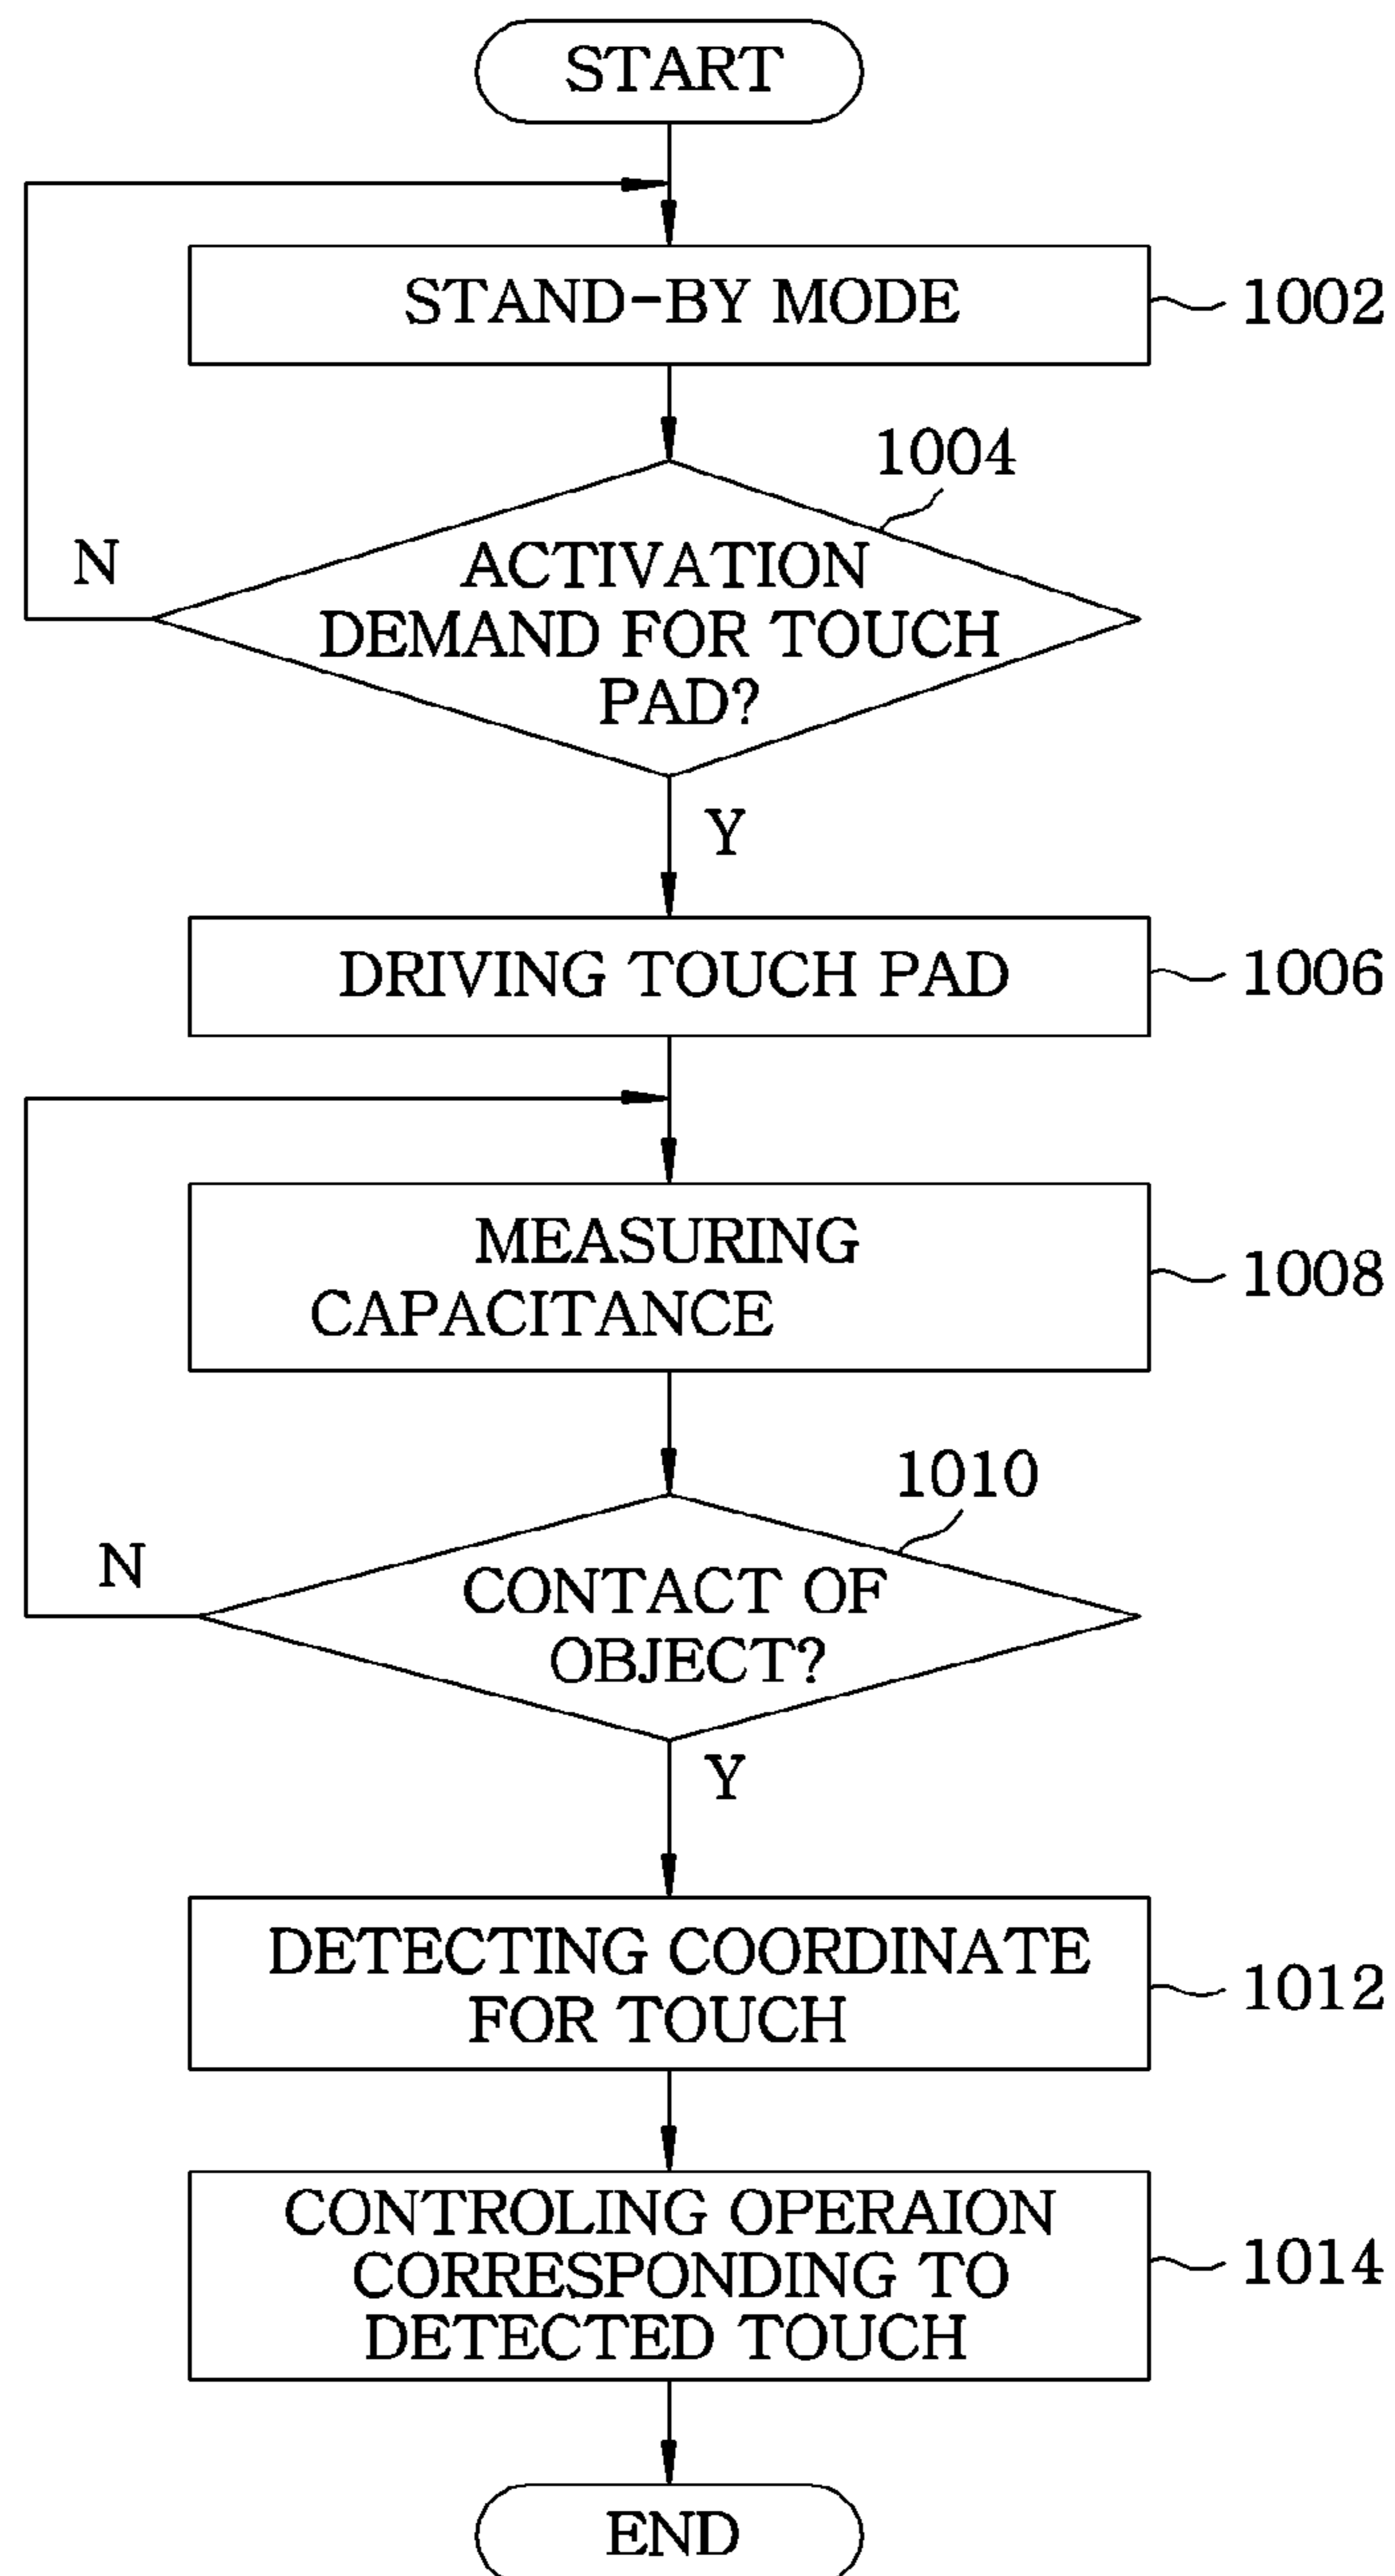 START
STAND-BY MODE
1002
1004
ACTIVATION
DEMAND FOR TOUCH
PAD?
N
Y
DRIVING TOUCH PAD
1006
MEASURING
CAPACITANCE
1008
1010
CONTACT OF
OBJECT?
N
Y
DETECTING COORDINATE
FOR TOUCH
1012
CONTROLING OPERAION
CORRESPONDING TO
DETECTED TOUCH
1014
END